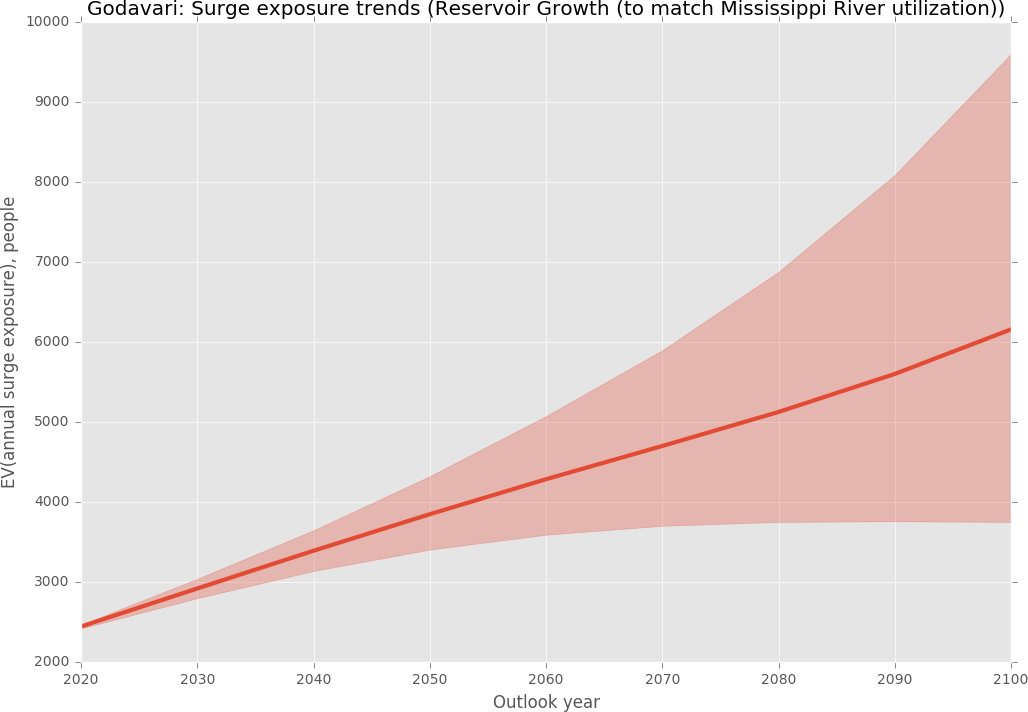 Godavari: Surge exposure trends (Reservoir Growth (to match Mississippi River utilization))
10000
9000
8000
7000
6000
5000
4000
3000
2000
EV(annual surge exposure), people
2020 2030 2040 2050 2060 2070 2080 2090 2100
Outlook year